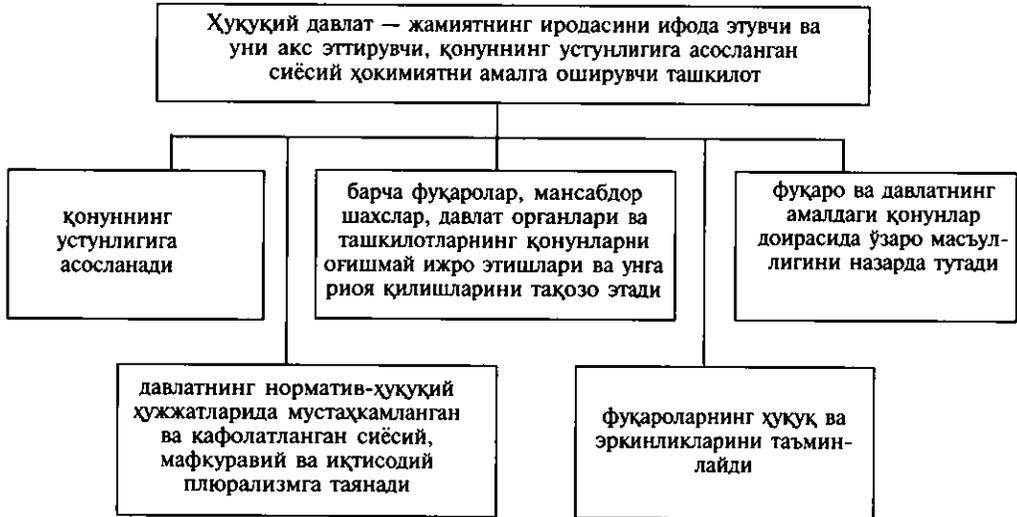 Ҳуқуқий давлат — жамиятнинг иродасини ифода этувчи ва
уни акс эттирувчи, қонуннинг устунлигига асосланган
сиёсий ҳокимиятни амалга оширувчи ташкилот
қонуннинг
устунлигига
асосланади
барча фуқаролар, мансабдор
шахслар, давлат органлари ва
ташкилотларнинг қонунларни
оғишмай ижро этишлари ва унга
риоя қилишларини тақозо этади
фуқаро ва давлатнинг
амалдаги қонунлар
доирасида ўзаро масъул-
лигини назарда тутади
давлатнинг норматив-ҳуқуқий
ҳужжатларида мустаҳкамланган
ва кафолатланган сиёсий,
мафкуравий ва иқтисодий
плюрализмга таянади
фуқароларнинг ҳуқуқ ва
эркинликларини таъмин-
лайди